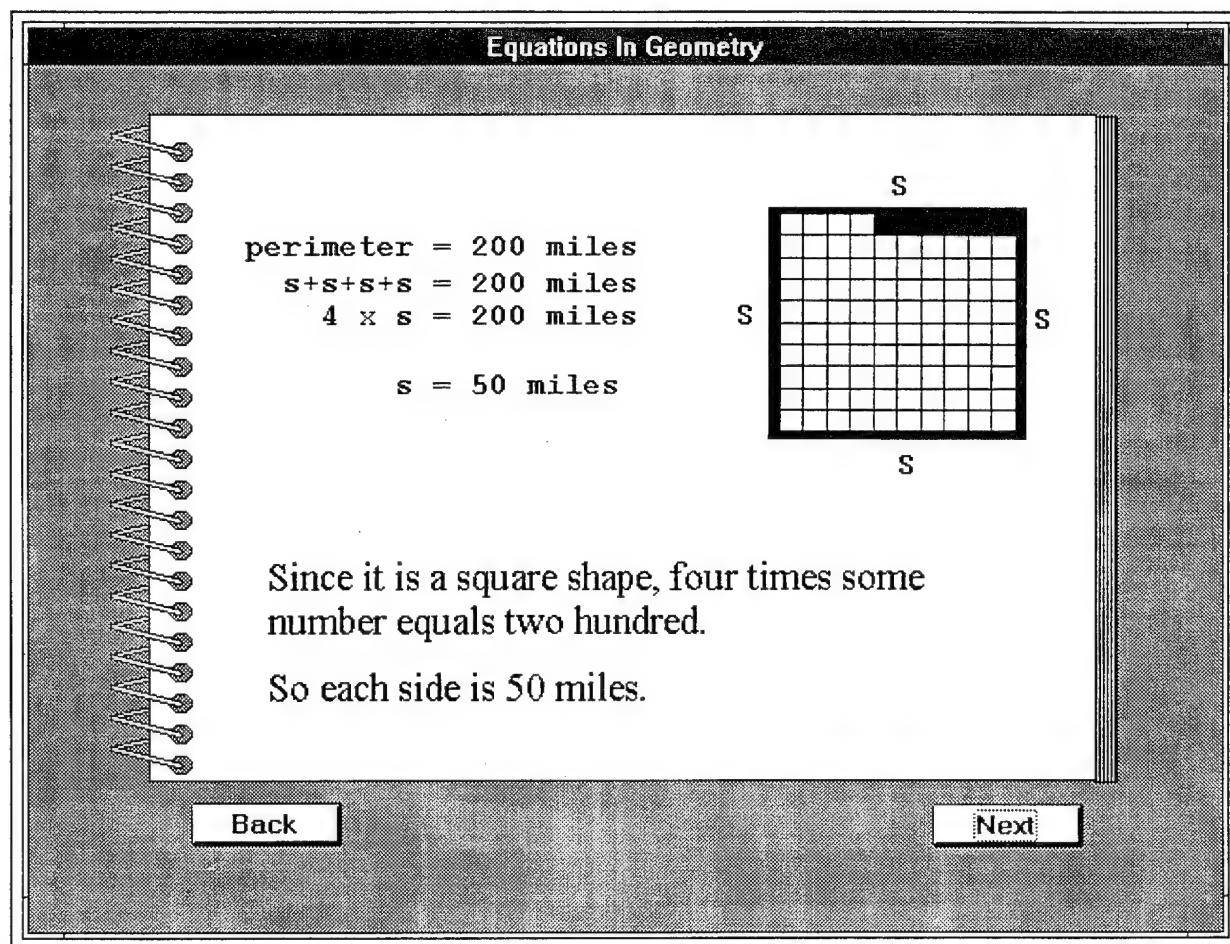 Equations In Geometry
S
perimeter = 200 miles
s+s+s+s = 200 miles
4 x s = 200 miles
S
S
s = 50 miles
S
Since it is a square shape, four times some
number equals two hundred.
So each side is 50 miles.
Back
Next